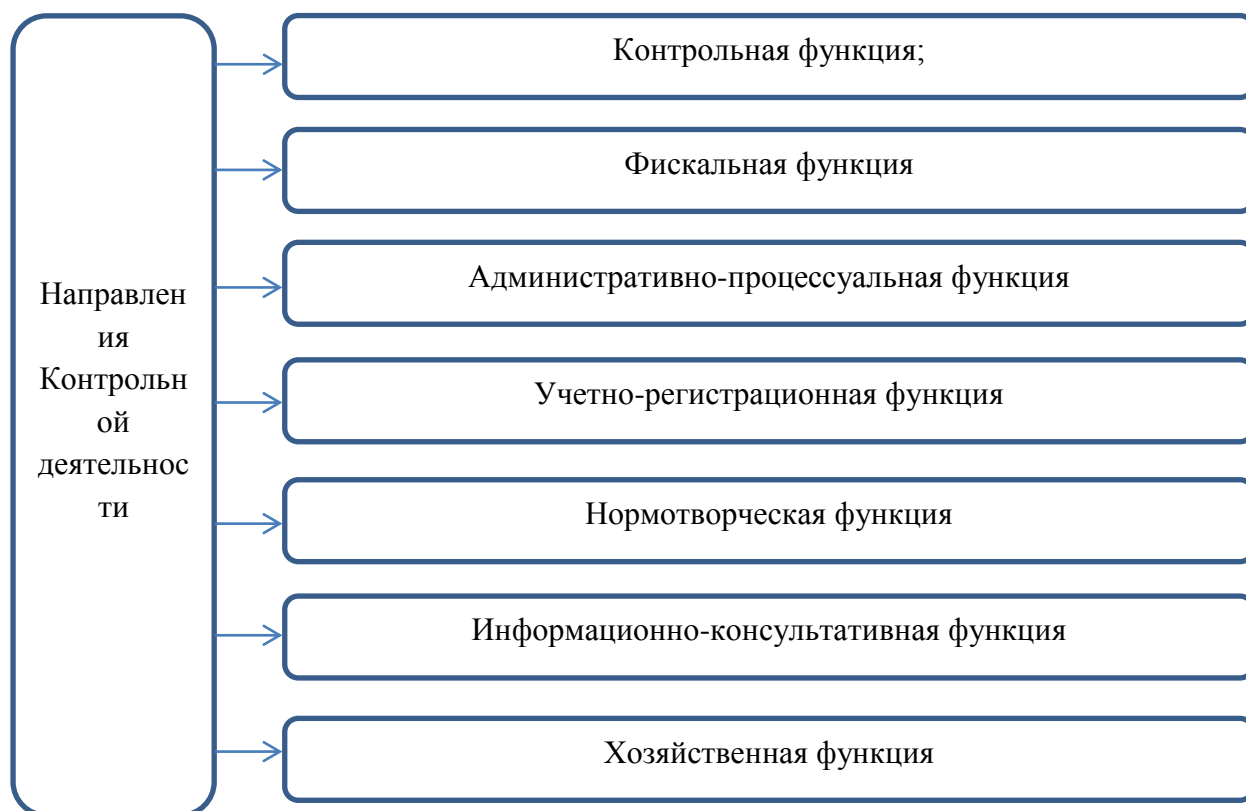 Направлен
ия
Контрольн
ой
деятельнос
ти
Контрольная функция;
Фискальная функция
Административно-процессуальная функция
Учетно-регистрационная функция
Нормотворческая функция
Информационно-консультативная функция
Хозяйственная функция